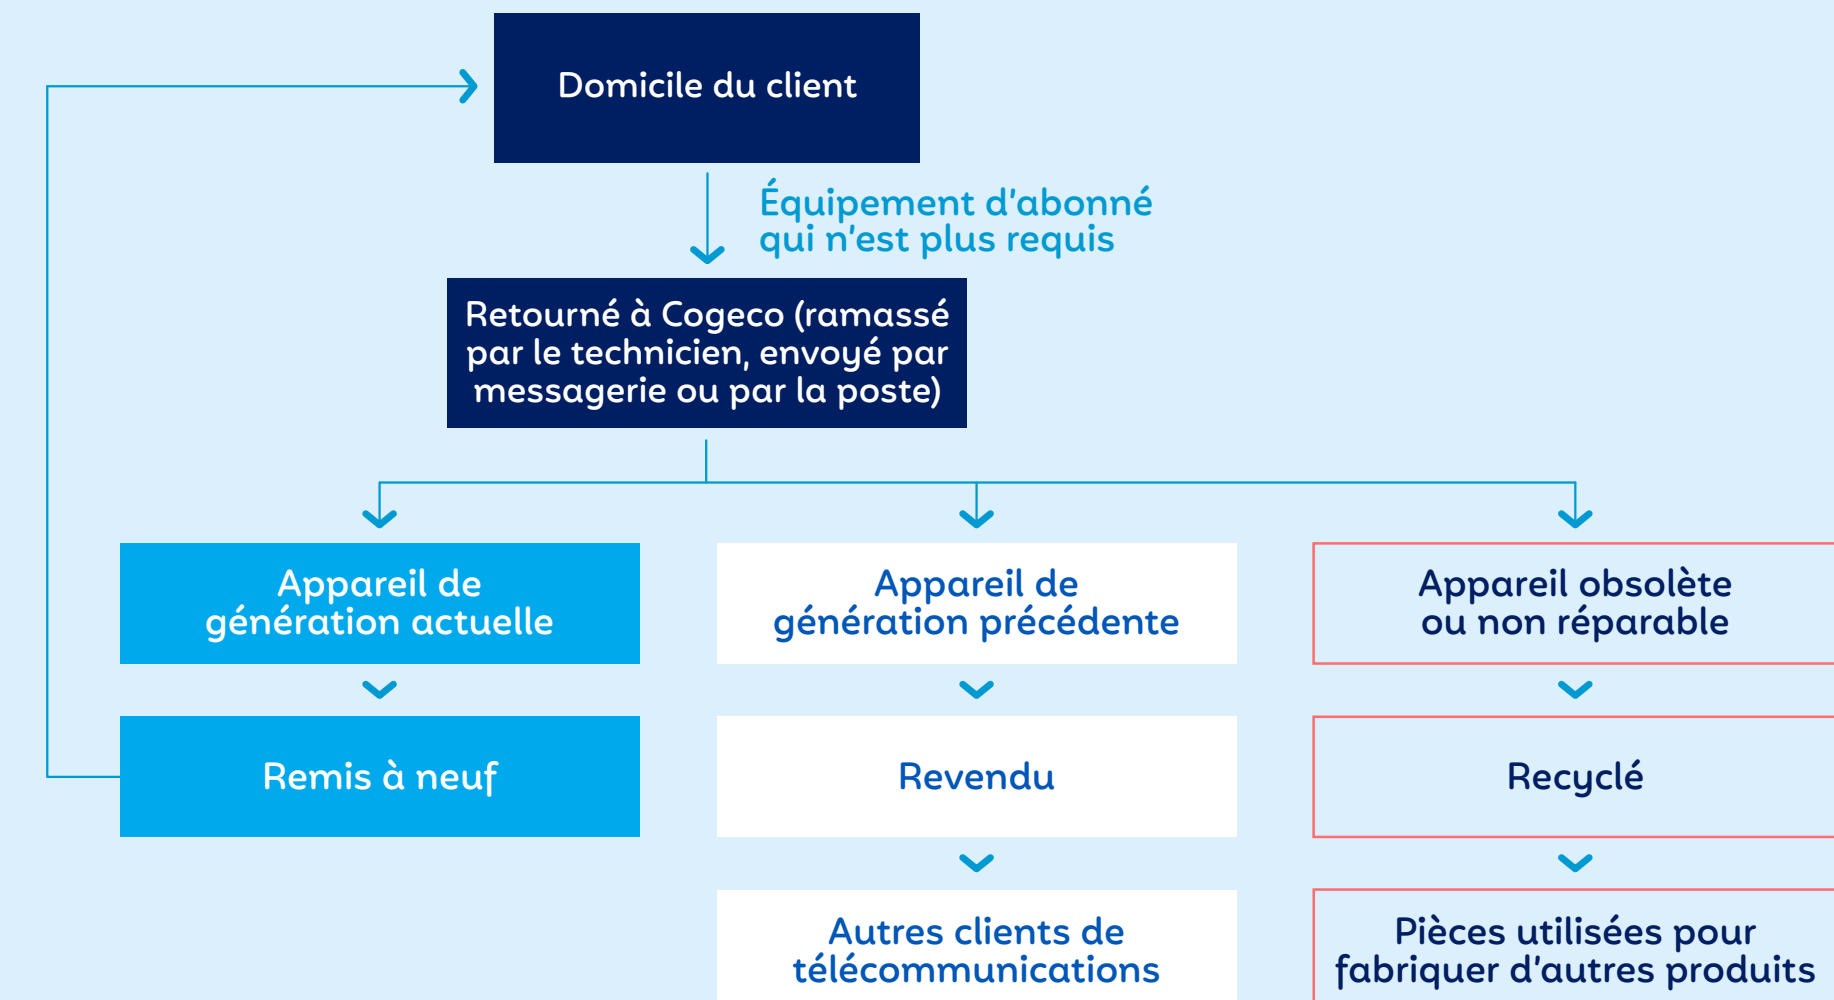 Domicile du client
Équipement d'abonné
qui n'est plus requis
Retourné à Cogeco (ramassé
par le technicien, envoyé par
messagerie ou par la poste)
Appareil de
génération actuelle
Appareil de
génération précédente
Appareil obsolète
ou non réparable
Remis à neuf
Revendu
Recyclé
Autres clients de
télécommunications
Pièces utilisées pour
fabriquer d'autres produits